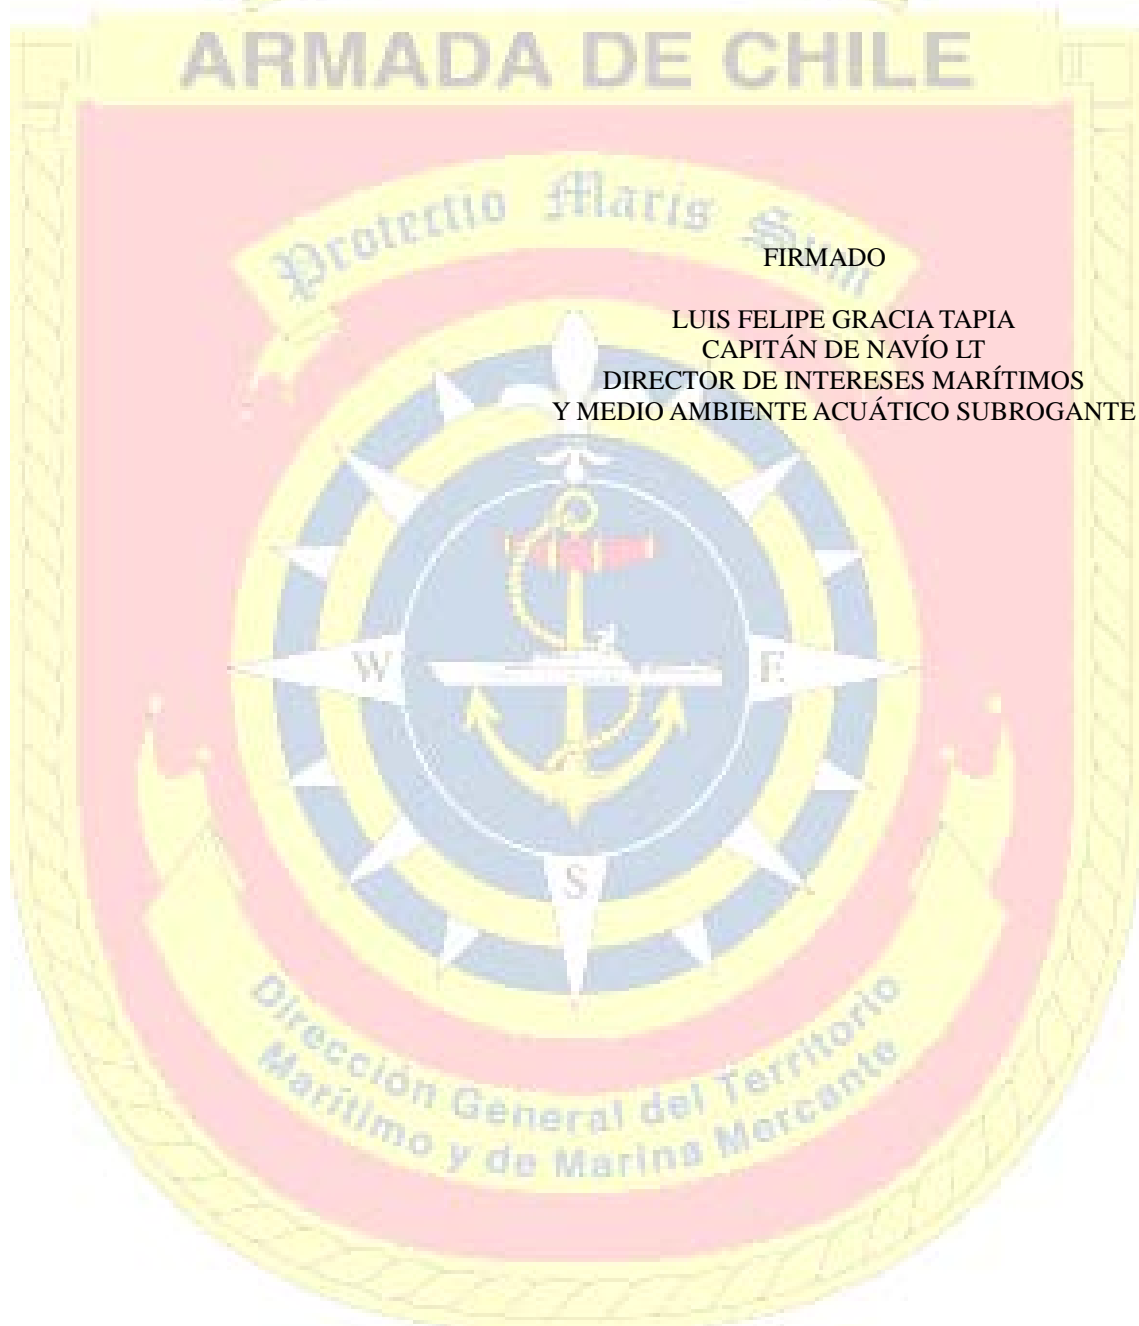 ARMADA DE CHILE
Protectio Maris Sum
FIRMADO
LUIS FELIPE GRACIA TAPIA
CAPITÁN DE NAVÍO LT
DIRECTOR DE INTERESES MARÍTIMOS
Y MEDIO AMBIENTE ACUÁTICO SUBROGANTE
W
E
S
Dirección General del Territorio
Marítimo y de Marina Mercante